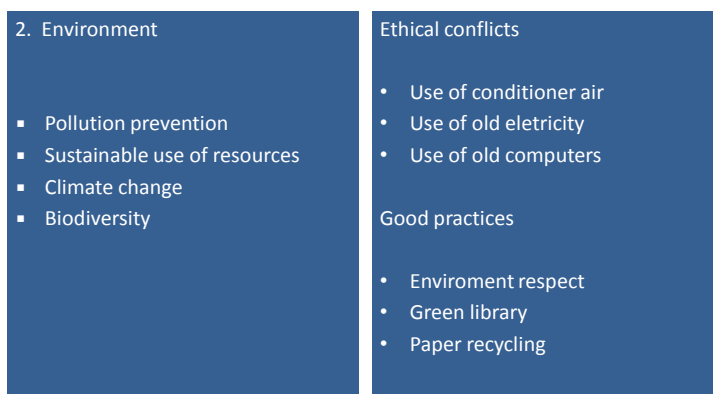 2. Environment
▪ Pollution prevention
▪ Sustainable use of resources
▪ Climate change
▪ Biodiversity
Ethical conflicts
• Use of conditioner air
• Use of old eletricity
• Use of old computers
Good practices
• Enviroment respect
• Green library
• Paper recycling